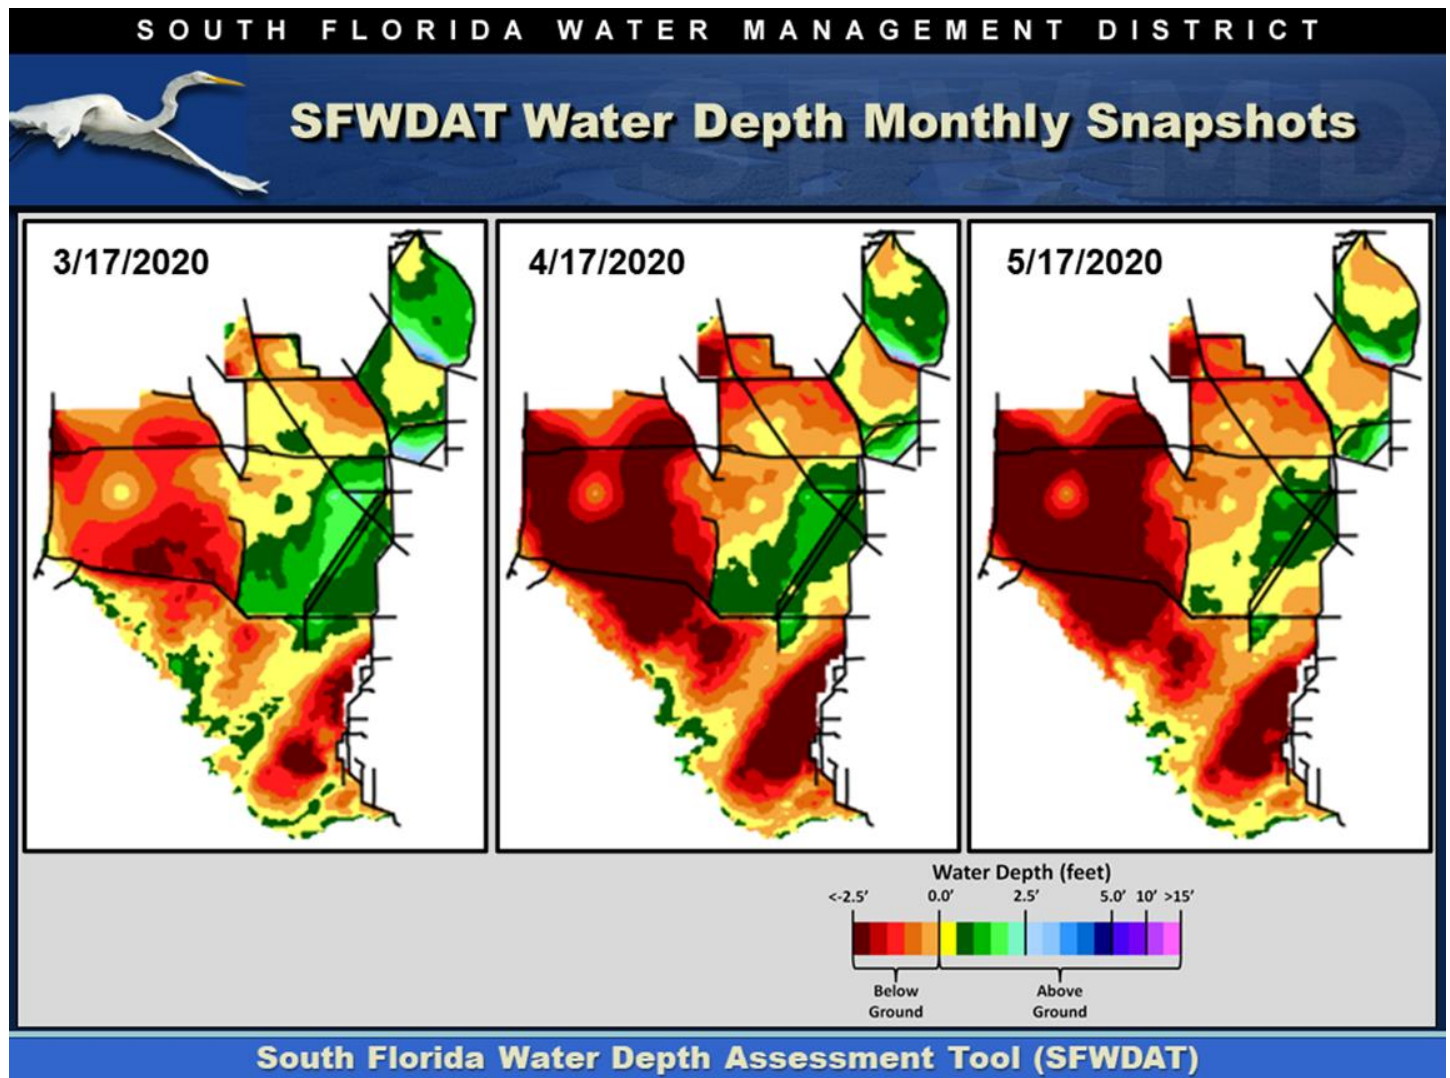 SOUTH FLORIDA WATER MANAGEMENT DISTRICT
SFWMD
SFWDAT Water Depth Monthly Snapshots
3/17/2020
4/17/2020
5/17/2020
Water Depth (feet)
<-2.5’ 0.0’ 2.5’ 5.0’ 10’ >15’
Below Ground
Above Ground
South Florida Water Depth Assessment Tool (SFWDAT)